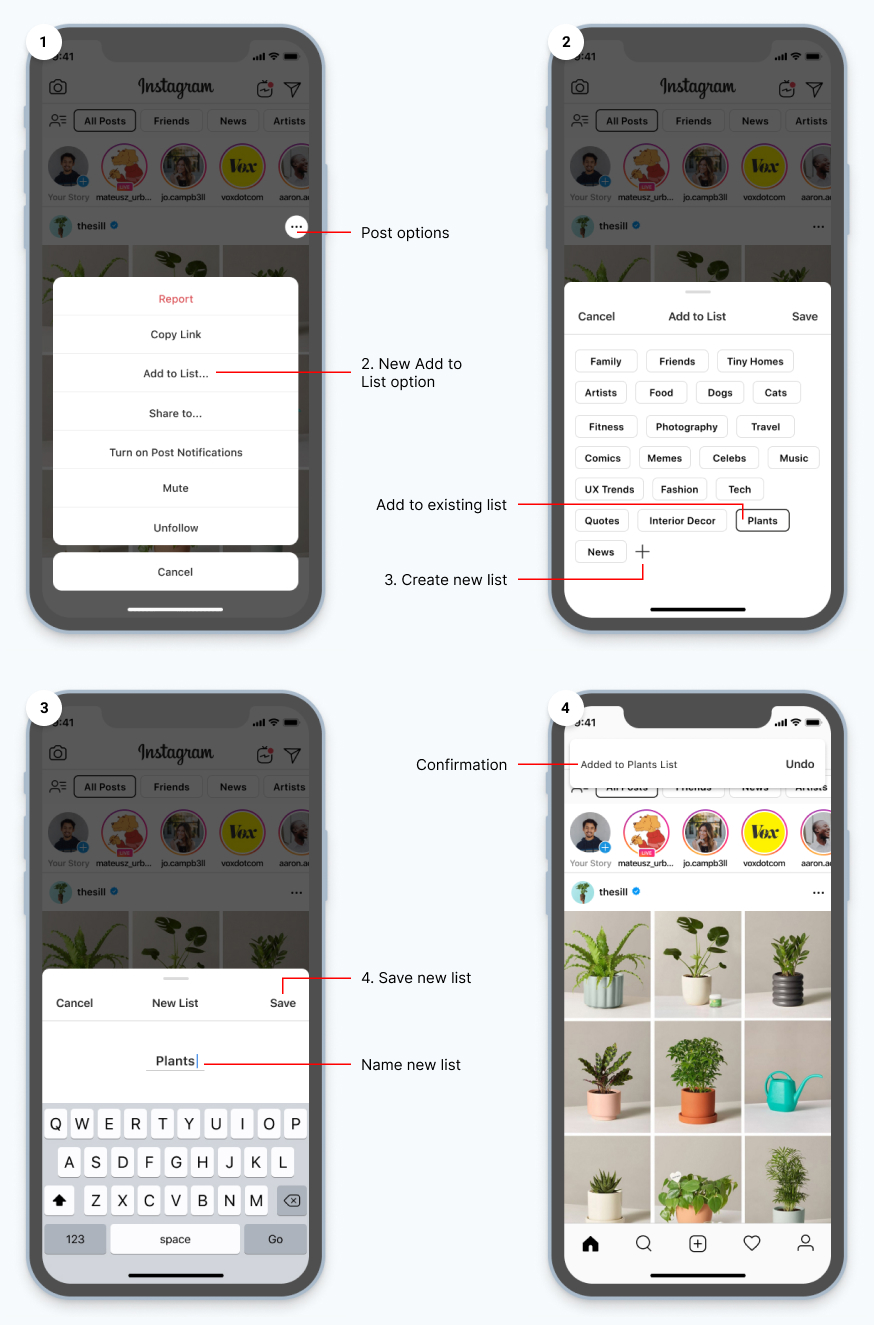 1
9:41
Instagram
All Posts
Friends
News
Artists
LIVE
Vox
Your Story
mateusz_urb...
jo.campb3ll
voxdotcom
aaron.a
thesill
Post options
Report
Copy Link
Add to List...
2. New Add to
List option
Share to...
Turn on Post Notifications
Mute
Unfollow
Cancel
2
9:41
Instagram
All Posts
Friends
News
Artists
LIVE
Vox
Your Story
mateusz_urb...
jo.campb3ll
voxdotcom
aaron.a
thesill
Cancel
Add to List
Save
Family
Friends
Tiny Homes
Artists
Food
Dogs
Cats
Fitness
Photography
Travel
Comics
Memes
Celebs
Music
UX Trends
Fashion
Tech
Add to existing list
Quotes
Interior Decor
Plants
News
3. Create new list
3
9:41
Instagram
All Posts
Friends
News
Artists
LIVE
Vox
Your Story
mateusz_urb...
jo.campb3ll
voxdotcom
aaron.a
thesill
4. Save new list
Cancel
New List
Save
Plants
Name new list
Q W E R T Y U I O P
A S D F G H J K L
Z X C V B N M
123
space
Go
4
9:41
Confirmation
Added to Plants List
Undo
All Posts
Friends
News
Artists
LIVE
Vox
Your Story
mateusz_urb...
jo.campb3ll
voxdotcom
aaron.a
thesill